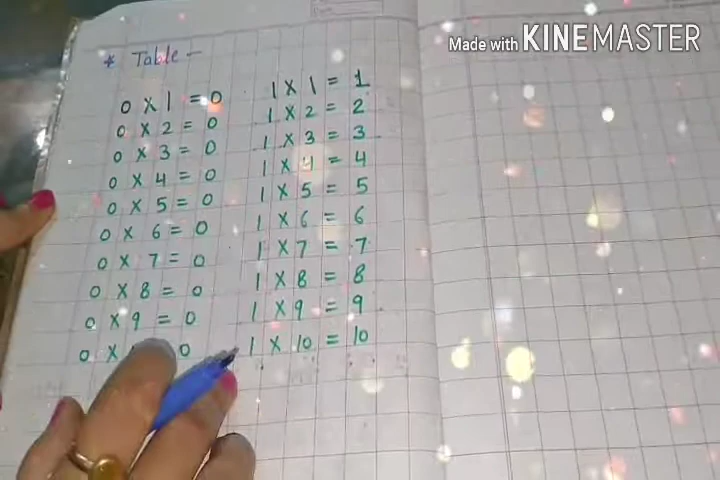 Made with KINEMASTER
* Table -
0 X 1 = 0
0 X 2 = 0
0 X 3 = 0
0 X 4 = 0
0 X 5 = 0
0 X 6 = 0
0 X 7 = 0
0 X 8 = 0
0 X 9 = 0
0 X 0
1 X 1 = 1
1 X 2 = 2
1 X 3 = 3
1 X 4 = 4
1 X 5 = 5
1 X 6 = 6
1 X 7 = 7
1 X 8 = 8
1 X 9 = 9
1 X 10 = 10